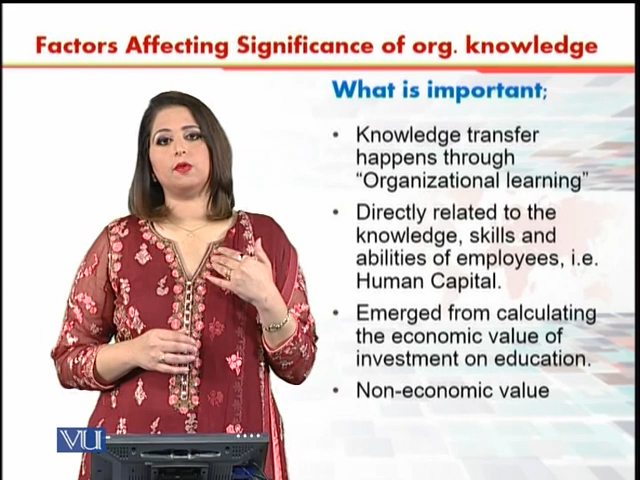 Factors Affecting Significance of org. knowledge
What is important;
• Knowledge transfer
happens through
“Organizational learning”
• Directly related to the
knowledge, skills and
abilities of employees, i.e.
Human Capital.
• Emerged from calculating
the economic value of
investment on education.
• Non-economic value
VU